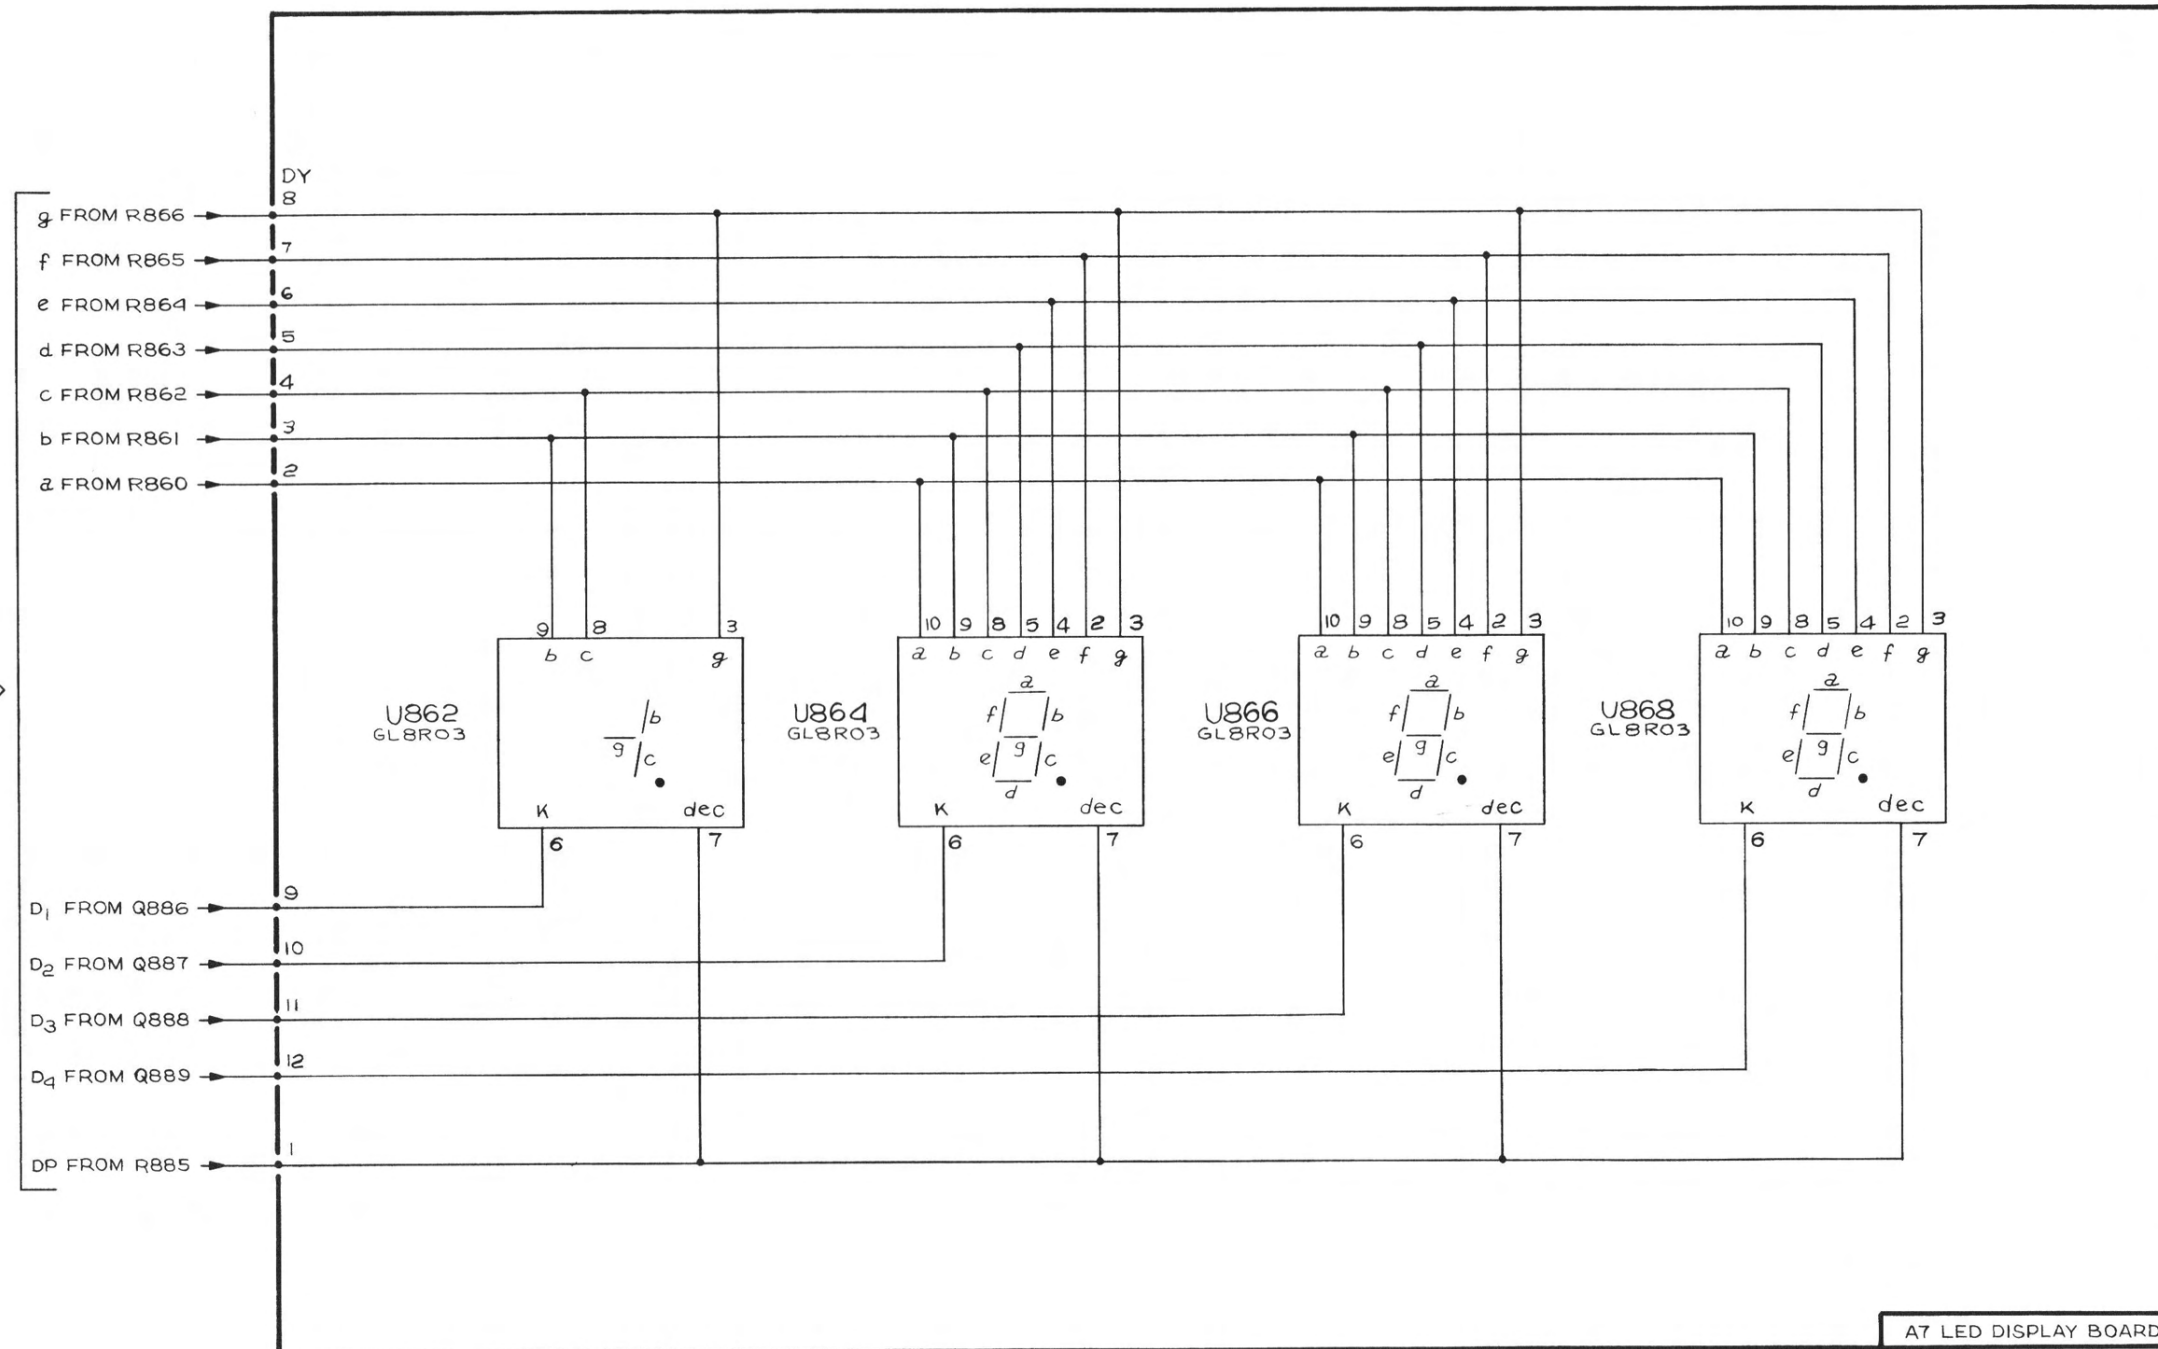 DY
8
g FROM R866
7
f FROM R865
6
e FROM R864
5
d FROM R863
4
c FROM R862
3
b FROM R861
2
a FROM R860
9 8 3
b c g
U862
GL8R03
b
g
c
K dec
6 7
10 9 8 5 4 2 3
a b c d e f g
U864
GL8R03
a
f b
g
e c
d
K dec
6 7
10 9 8 5 4 2 3
a b c d e f g
U866
GL8R03
a
f b
g
e c
d
K dec
6 7
10 9 8 5 4 2 3
a b c d e f g
U868
GL8R03
a
f b
g
e c
d
K dec
6 7
9
D1 FROM Q886
10
D2 FROM Q887
11
D3 FROM Q888
12
D4 FROM Q889
1
DP FROM R885
A7 LED DISPLAY BOARD